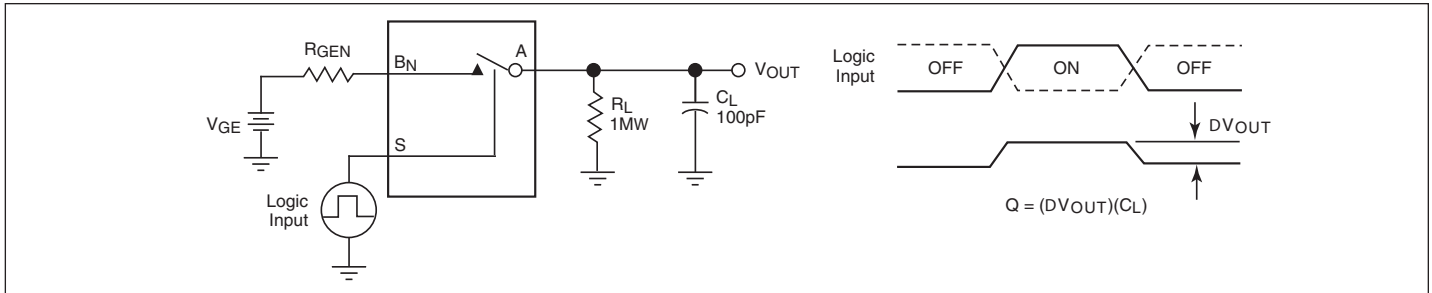 RGEN
BN
A
VOUT
VGE
RL
1MW
CL
100pF
S
Logic
Input
Logic
Input
OFF
ON
OFF
DVOUT
Q = (DVOUT)(CL)